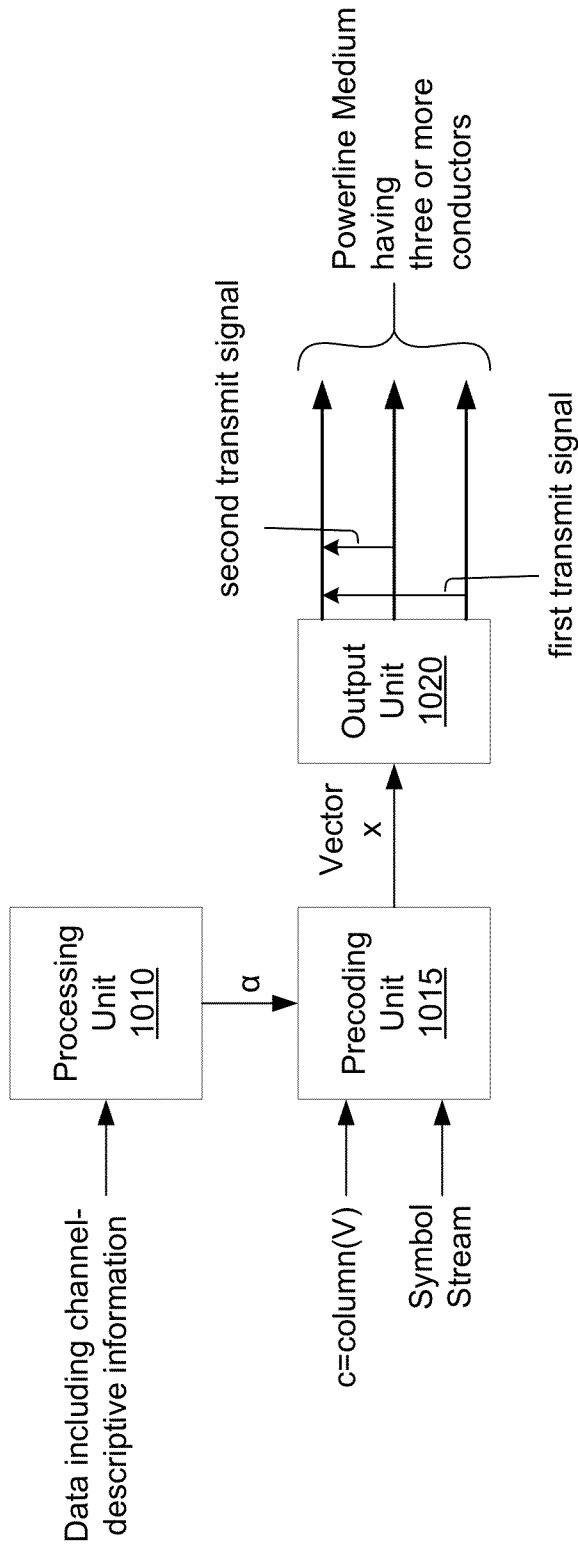 Data including channel-
descriptive information
Processing
Unit
1010
α
c=column(V)
Symbol
Stream
Precoding
Unit
1015
Vector
x
Output
Unit
1020
second transmit signal
first transmit signal
Powerline Medium
having
three or more
conductors